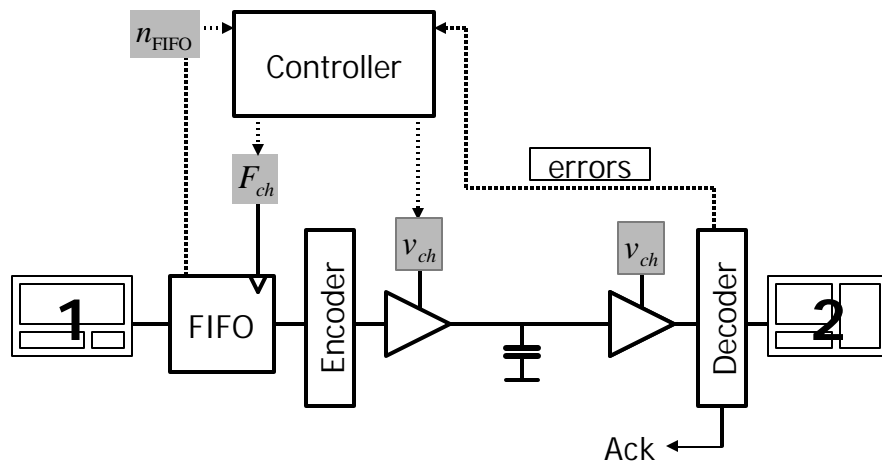 n_FIFO
Controller
F_ch
errors
v_ch
v_ch
1
FIFO
Encoder
Decoder
2
Ack